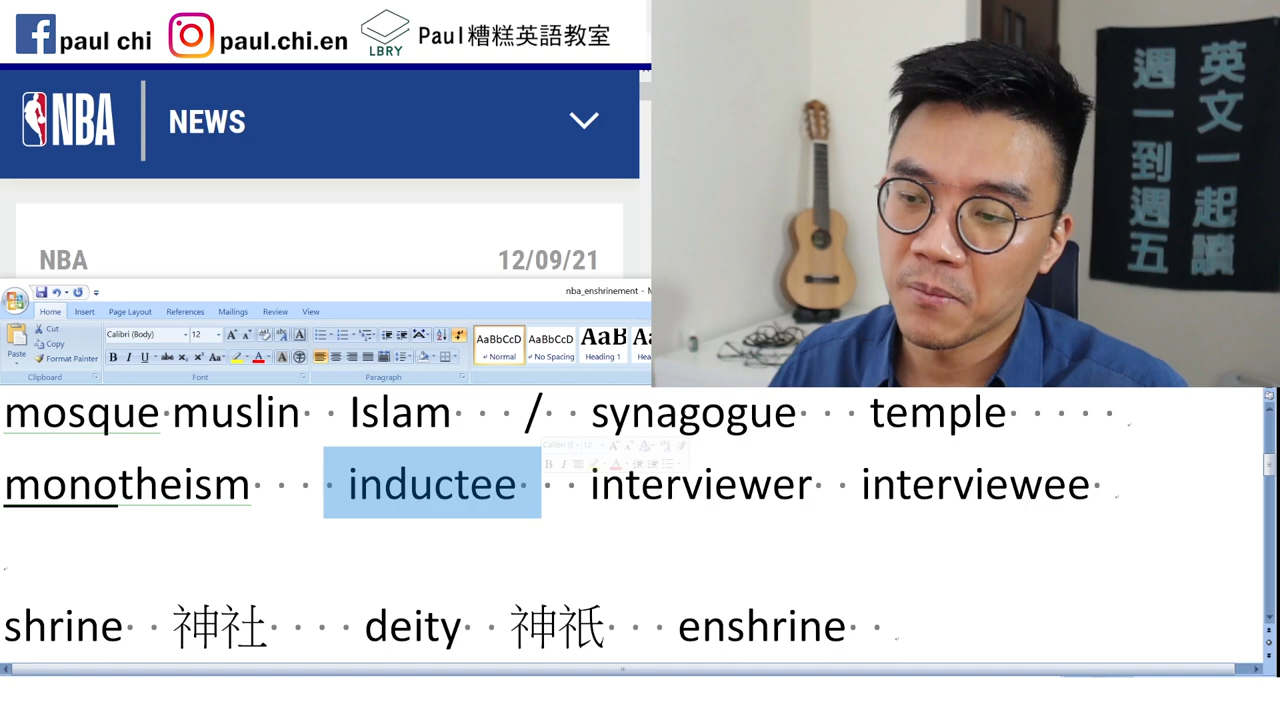 paul chi paul.chi.en LBRY Paul糟糕英語教室
NBA NEWS
NBA 12/09/21
nba_enshrinement - M
Home Insert Page Layout References Mailings Review View
Cut
Copy
Format Painter
Paste
Clipboard
Calibri (Body) 12
Font
Paragraph
AaBbCcD AaBbCcD AaB
Normal No Spacing Heading 1 Head
mosque muslin Islam / synagogue temple
monotheism inductee interviewer interviewee
shrine 神社 deity 神祇 enshrine
英文一起讀
週一到週五